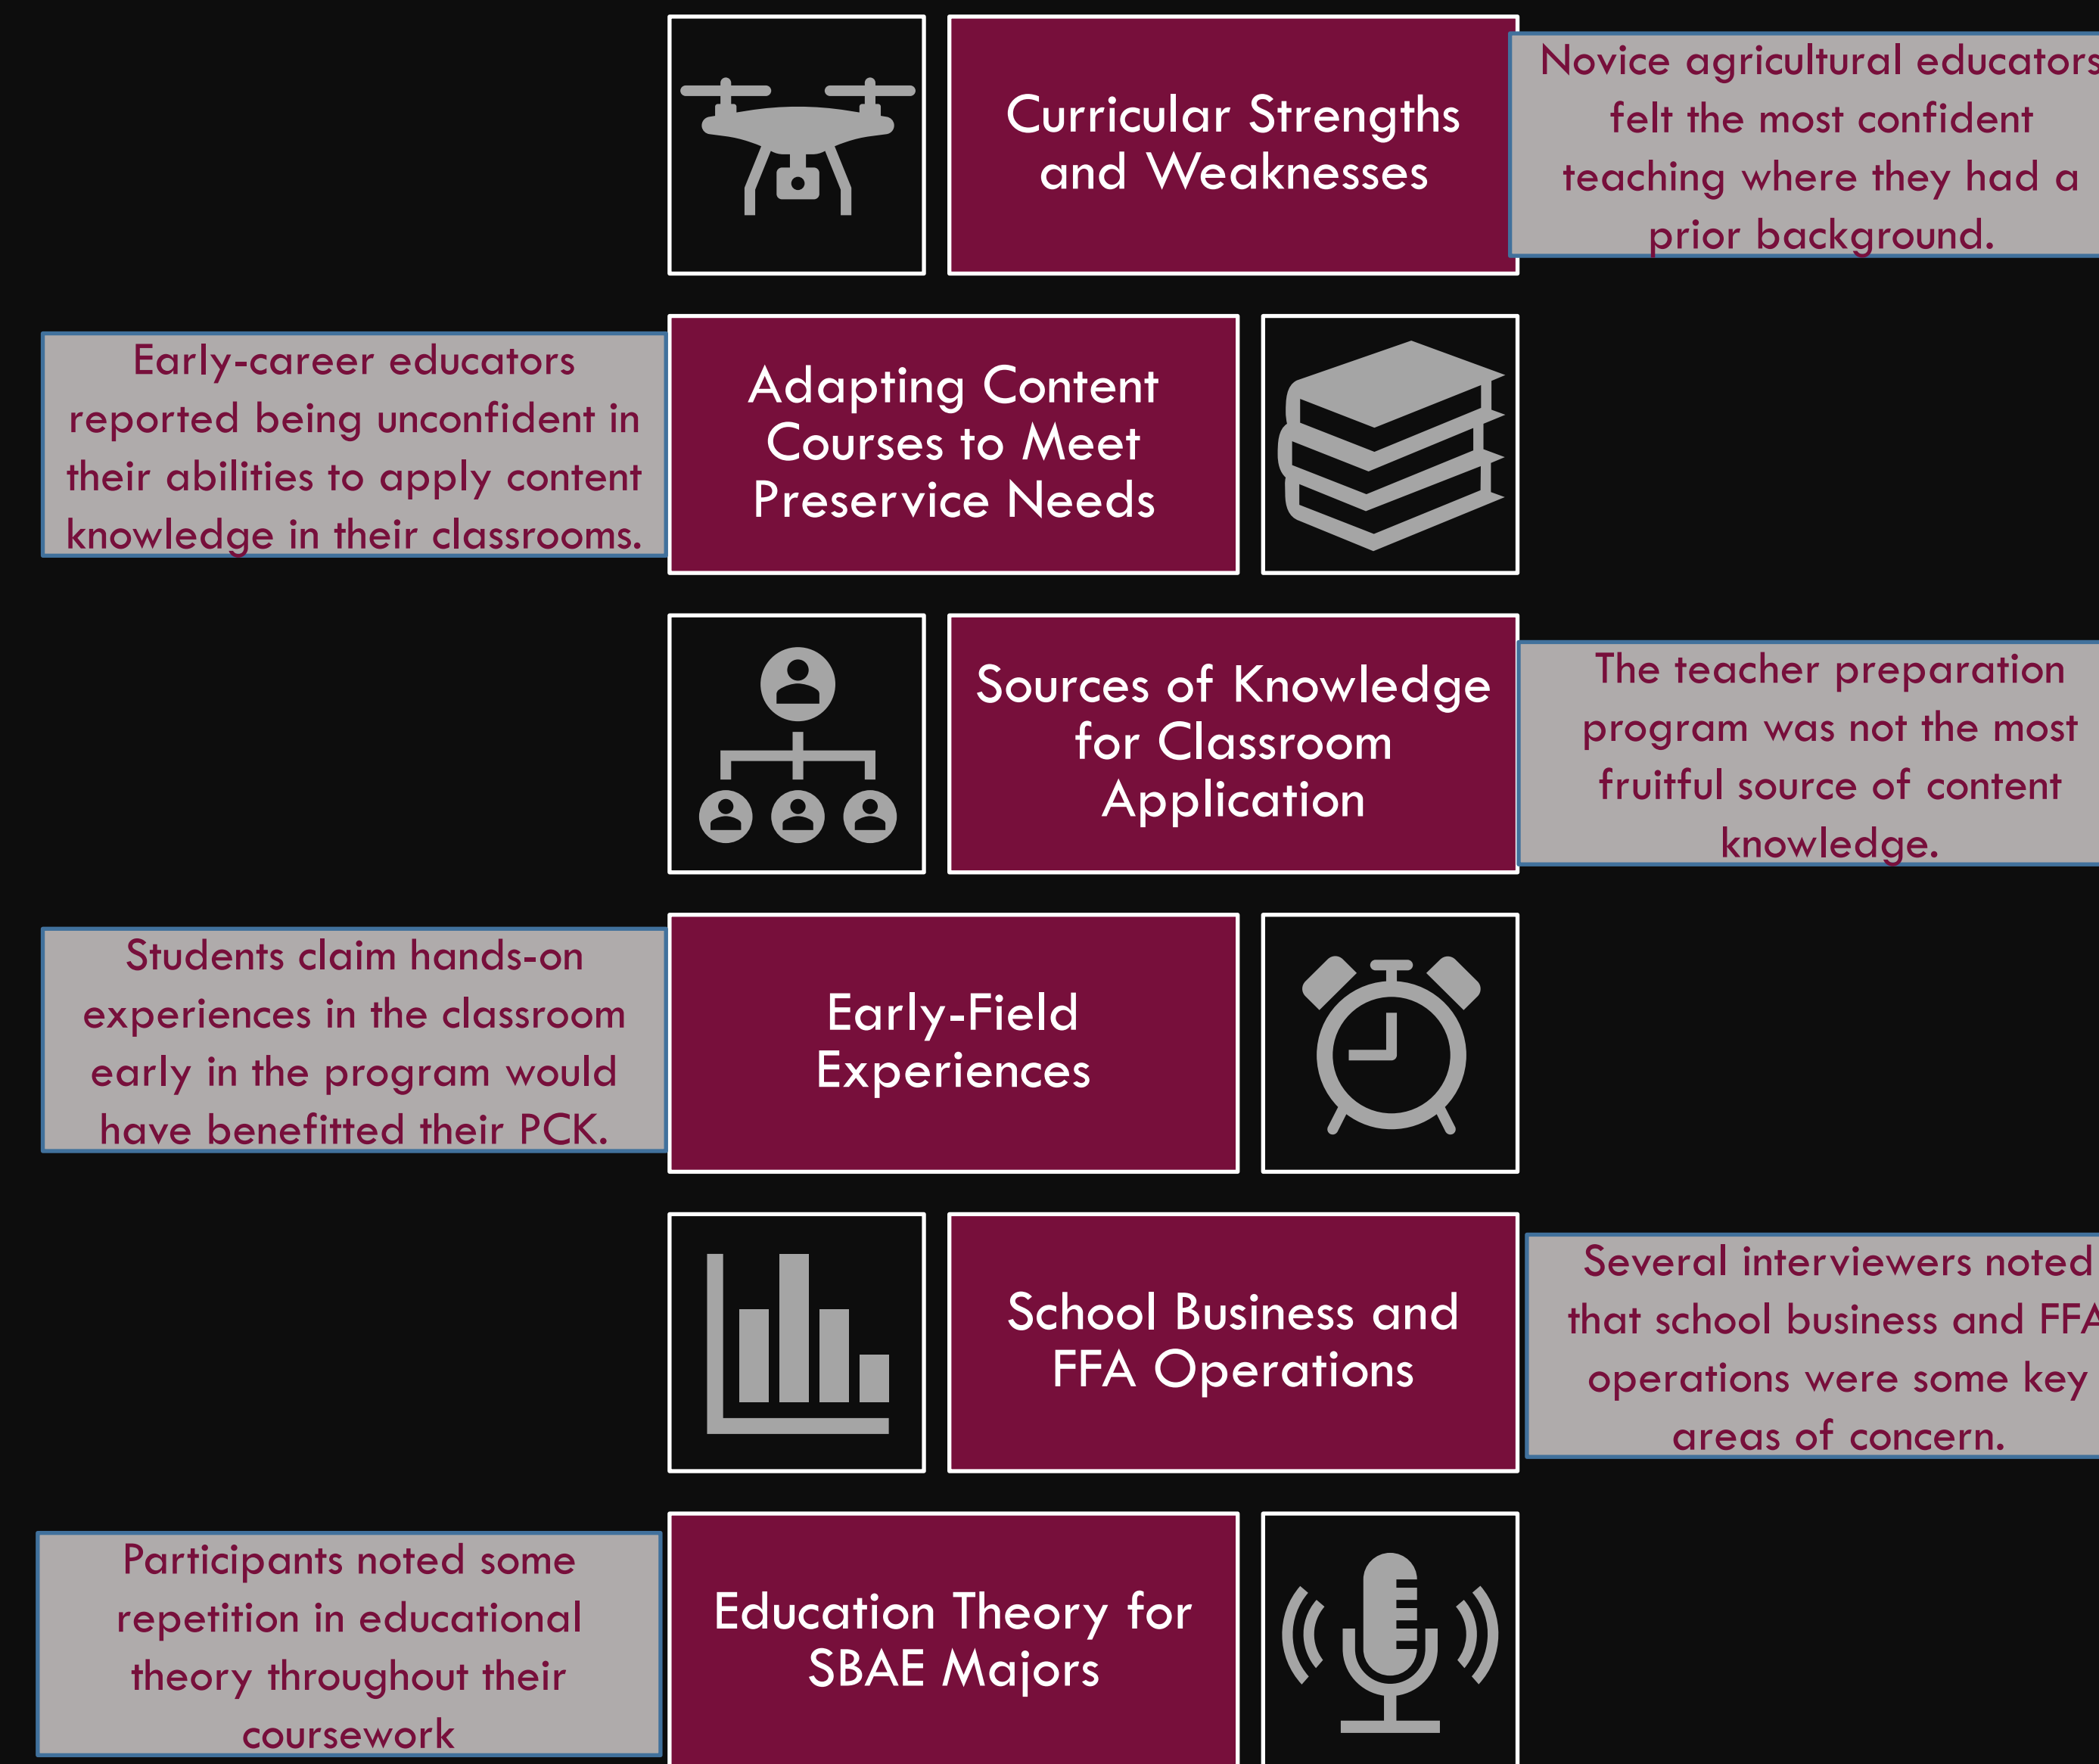 Curricular Strengths
and Weaknesses
Novice agricultural educators
felt the most confident
teaching where they had a
prior background.
Early-career educators
reported being unconfident in
their abilities to apply content
knowledge in their classrooms.
Adapting Content
Courses to Meet
Preservice Needs
Sources of Knowledge
for Classroom
Application
The teacher preparation
program was not the most
fruitful source of content
knowledge.
Students claim hands-on
experiences in the classroom
early in the program would
have benefitted their PCK.
Early-Field
Experiences
School Business and
FFA Operations
Several interviewers noted
that school business and FFA
operations were some key
areas of concern.
Participants noted some
repetition in educational
theory throughout their
coursework
Education Theory for
SBAE Majors